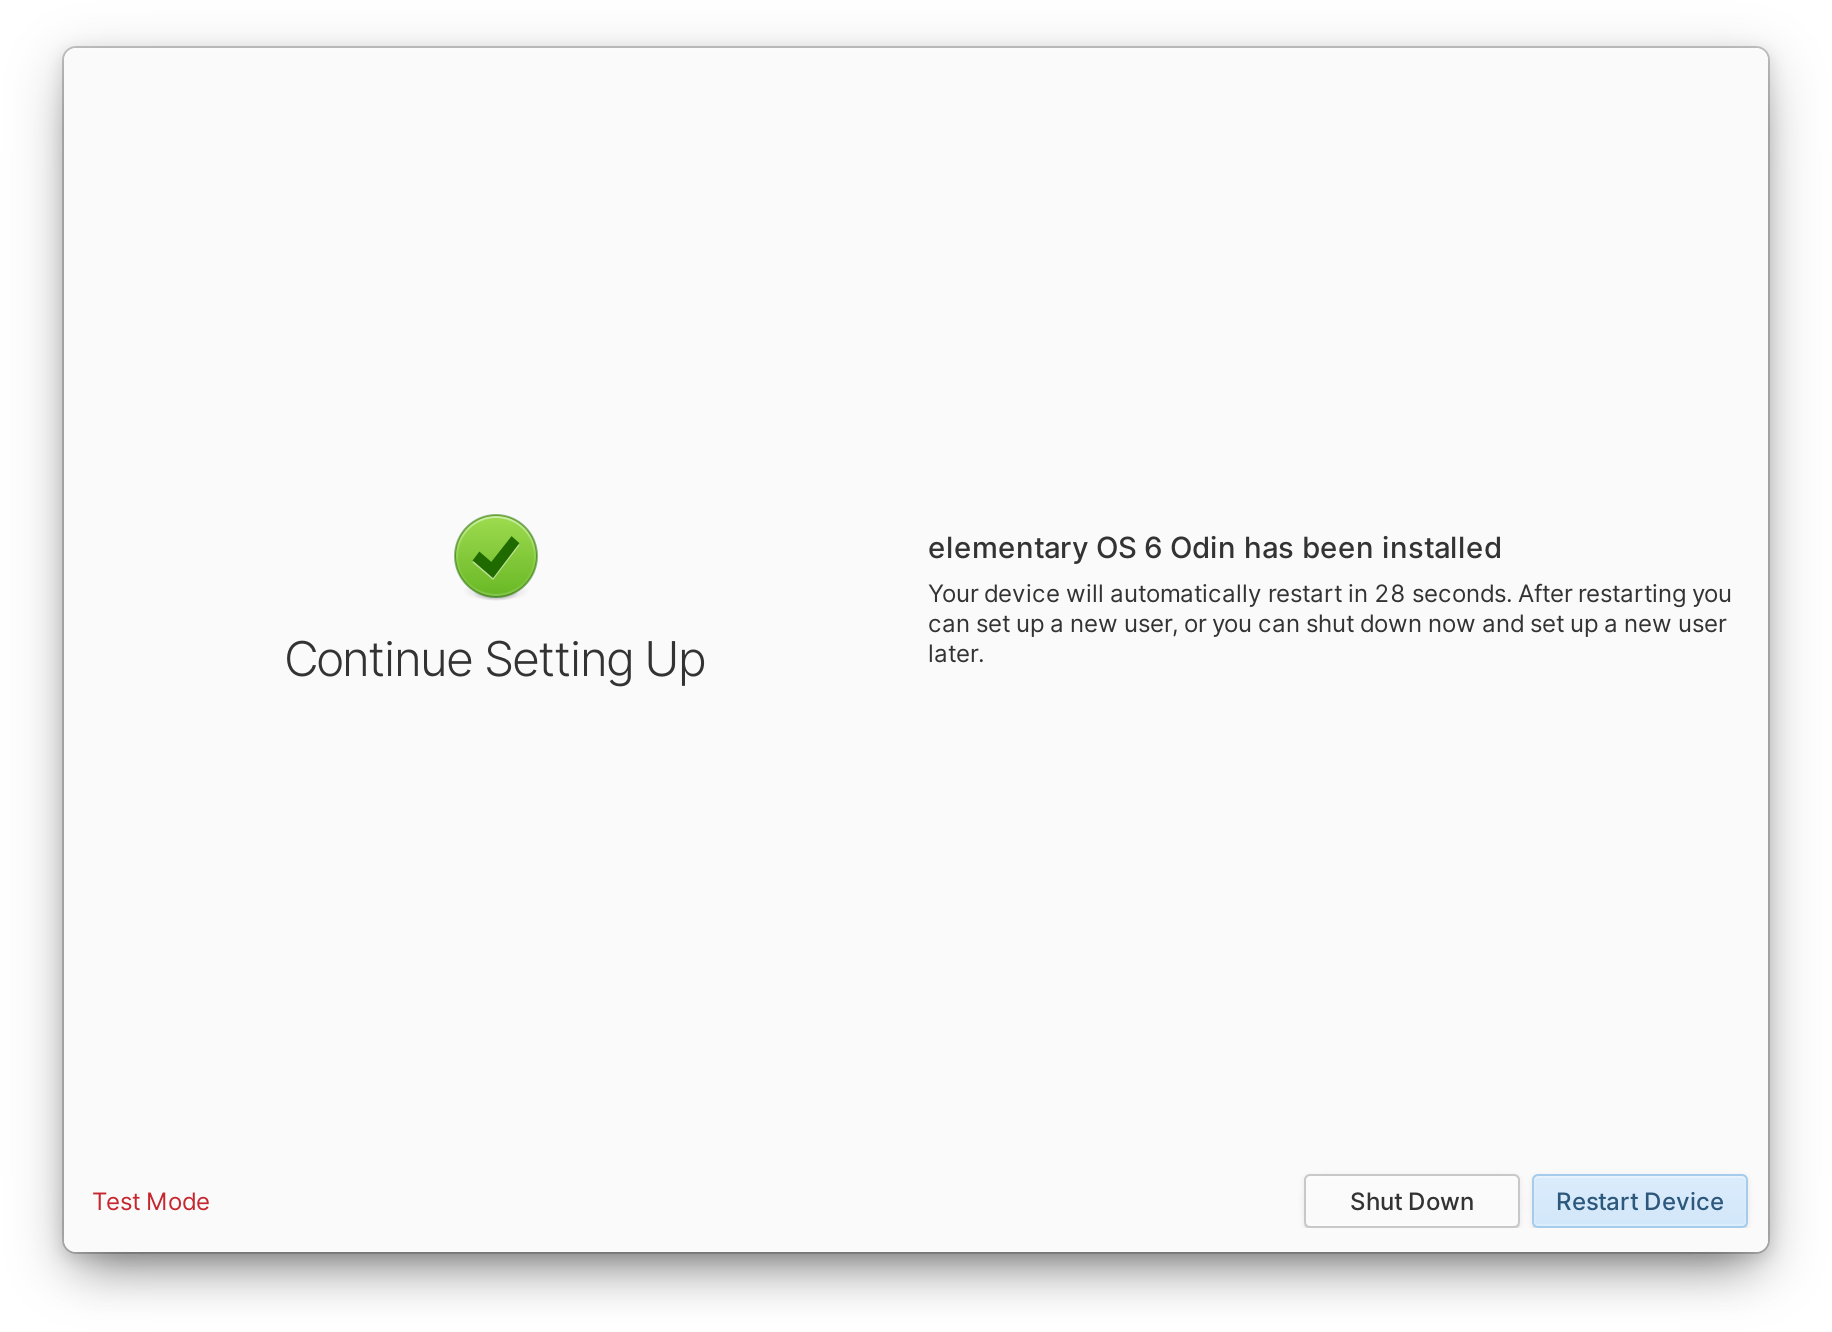 Continue Setting Up
elementary OS 6 Odin has been installed
Your device will automatically restart in 28 seconds. After restarting you
can set up a new user, or you can shut down now and set up a new user
later.
Test Mode
Shut Down
Restart Device